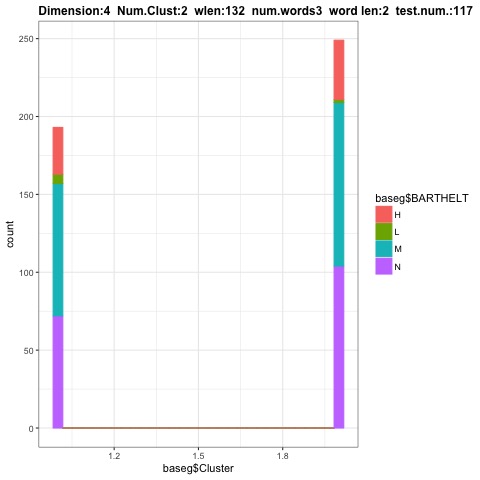 Dimension:4 Num.Clust:2 wlen:132 num.words3 word len:2 test.num.:117
250
200
150
100
50
0
count
1.2 1.5 1.8
baseg$Cluster
baseg$BARTHELT
H
L
M
N